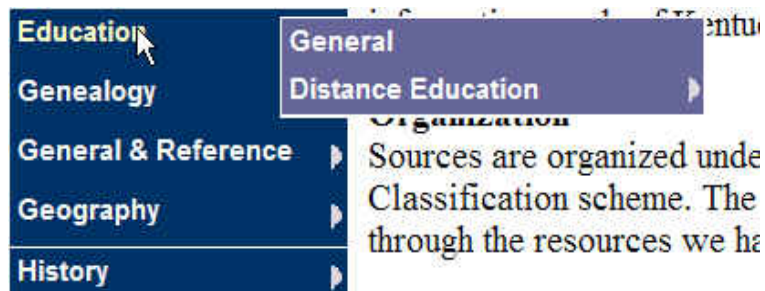 Education
General
Distance Education
Genealogy
General & Reference
Geography
History
Organization
Sources are organized unde
Classification scheme. The
through the resources we ha